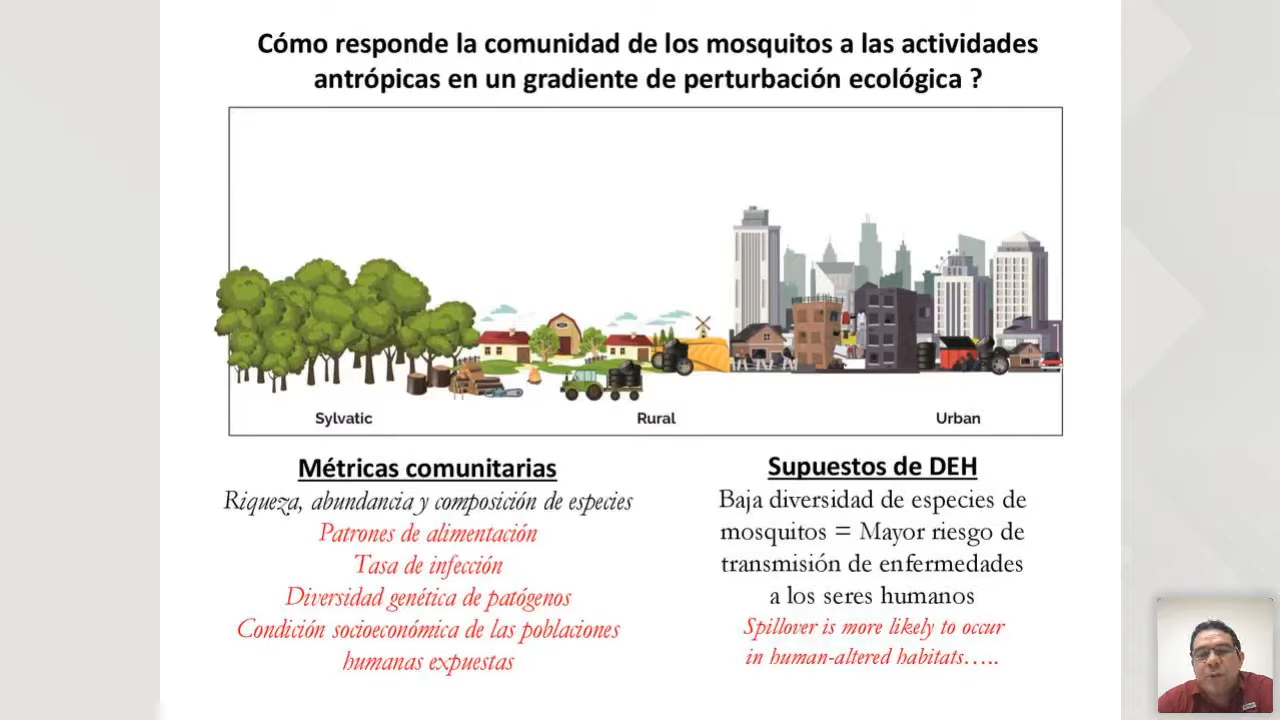 Cómo responde la comunidad de los mosquitos a las actividades
antrópicas en un gradiente de perturbación ecológica ?
Sylvatic
Rural
Urban
Métricas comunitarias
Riqueza, abundancia y composición de especies
Patrones de alimentación
Tasa de infección
Diversidad genética de patógenos
Condición socioeconómica de las poblaciones
humanas expuestas
Supuestos de DEH
Baja diversidad de especies de
mosquitos = Mayor riesgo de
transmisión de enfermedades
a los seres humanos
Spillover is more likely to occur
in human-altered habitats…..